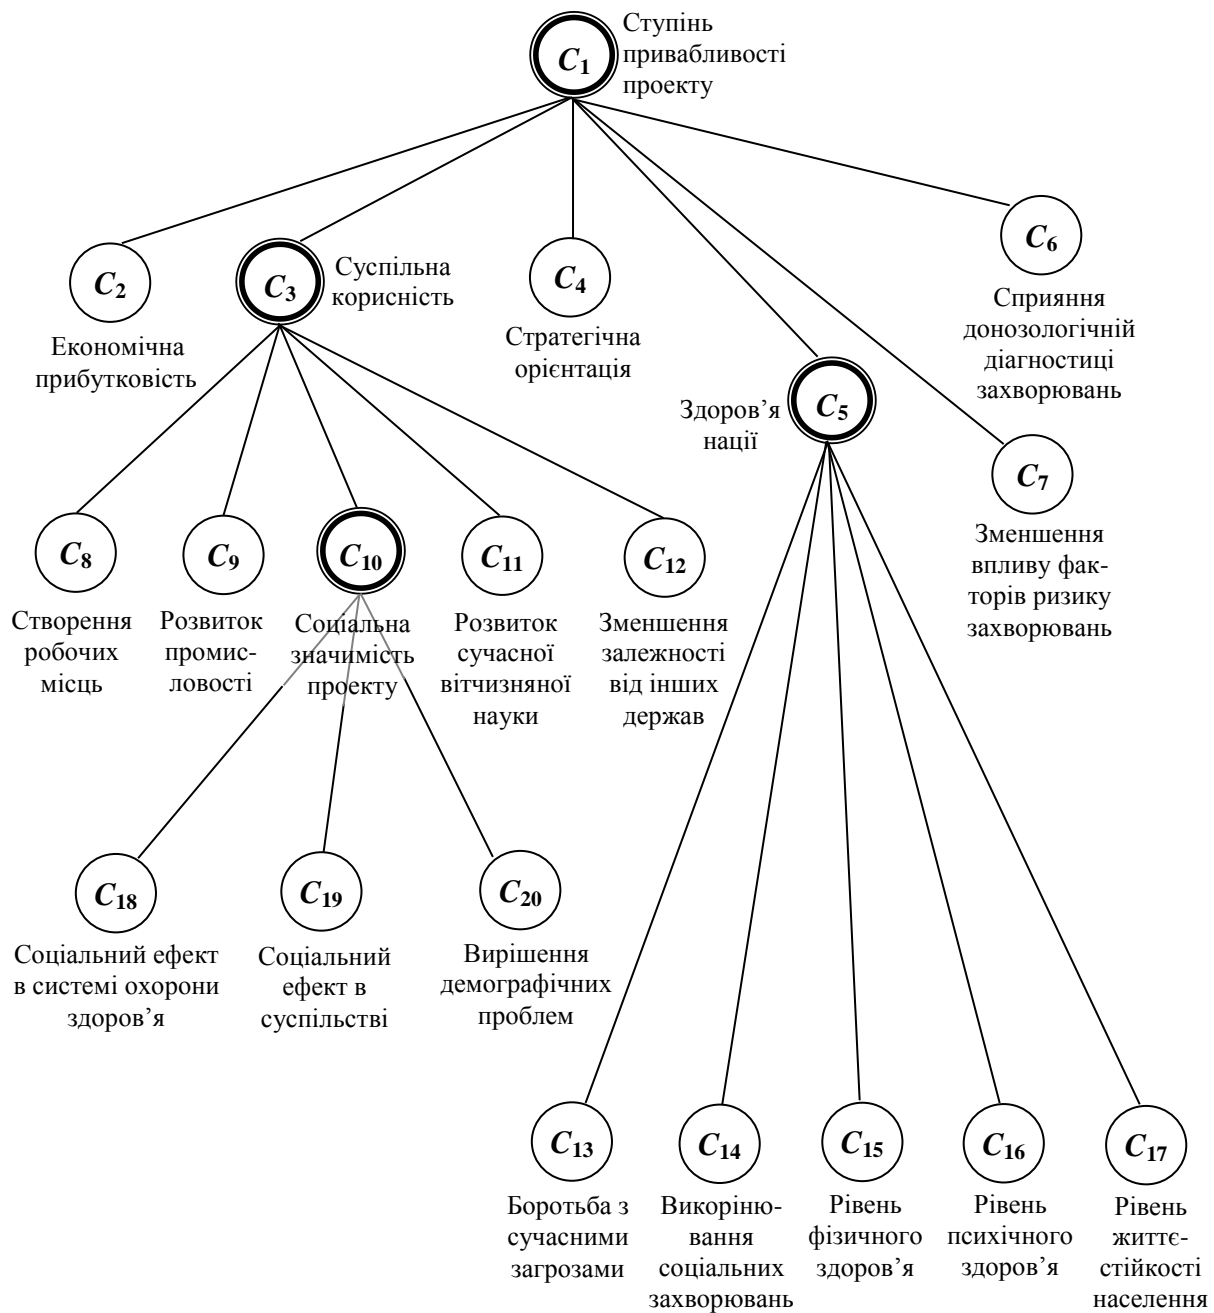 C1
Ступінь
привабливості
проекту
C2
Економічна
прибутковість
C3
Суспільна
корисність
C4
Стратегічна
орієнтація
C6
Сприяння
донозологічній
діагностиці
захворювань
C5
Здоров’я
нації
C7
Зменшення
впливу фак-
торів ризику
захворювань
C8
Створення
робочих
місць
C9
Розвиток
промис-
ловості
C10
Соціальна
значимість
проекту
C11
Розвиток
сучасної
вітчизняної
науки
C12
Зменшення
залежності
від інших
держав
C18
Соціальний ефект
в системі охорони
здоров’я
C19
Соціальний
ефект в
суспільстві
C20
Вирішення
демографічних
проблем
C13
Боротьба з
сучасними
загрозами
C14
Викоріню-
вання
соціальних
захворювань
C15
Рівень
фізичного
здоров’я
C16
Рівень
психічного
здоров’я
C17
Рівень
життє-
стійкості
населення